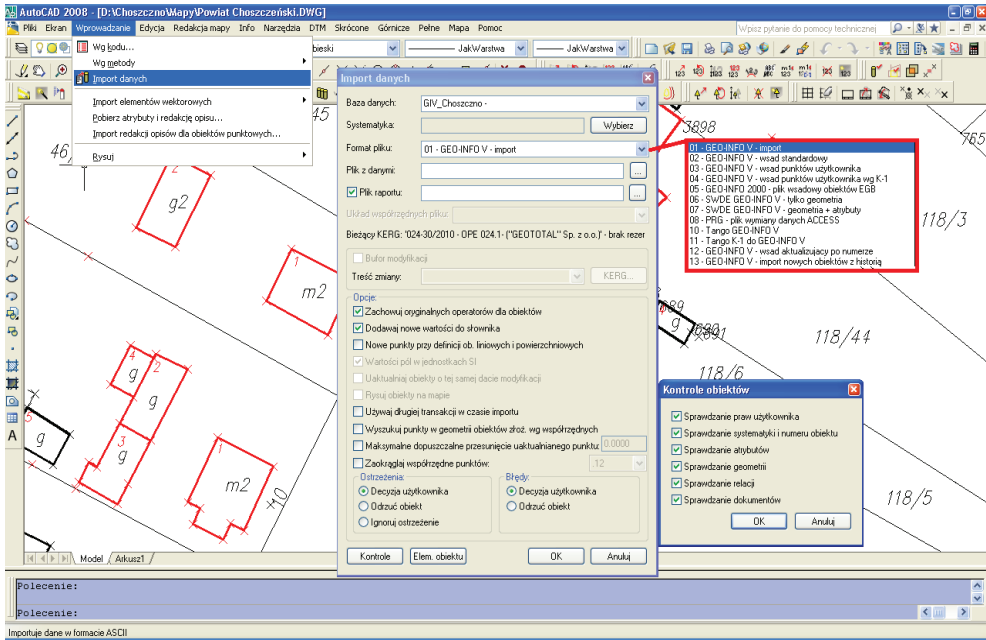 AutoCAD 2008 - [D:\Choszczno\Mapy\Powiat Choszczeński.DWG]
Pliki Ekran Wprowadzanie Edycja Redakcja mapy Info Narzędzia DTM Skrócone Górnicze Pełne Mapa Pomoc
Wpisz pytanie do pomocy technicznej
Wg kodu...
Wg metody
Import danych
Import elementów wektorowych
Pobierz atrybuty i redakcję opisu...
Import redakcji opisów dla obiektów punktowych...
Rysuj
bieski
JakWarstwa
JakWarstwa
Import danych
Baza danych:
GIV_Choszczno -
Systematyka:
Wybierz
Format pliku:
01 - GEO-INFO V - import
Plik z danymi:
...
Plik raportu:
...
Układ współrzędnych pliku:
Bieżący KERG: '024-30/2010 - OPE 024.1- ("GEOTOTAL" Sp. z o.o.)' - brak rezer
Bufor modyfikacji
Treść zmiany:
KERG...
Opcje:
Zachowuj oryginalnych operatorów dla obiektów
Dodawaj nowe wartości do słownika
Nowe punkty przy definicji ob. liniowych i powierzchniowych
Wartości pól w jednostkach SI
Uaktualniaj obiekty o tej samej dacie modyfikacji
Rysuj obiekty na mapie
Używaj długiej transakcji w czasie importu
Wyszukuj punkty w geometrii obiektów złoż. wg współrzędnych
Maksymalne dopuszczalne przesunięcie uaktualnianego punktu:
0.0000
Zaokrąglaj współrzędne punktów:
.12
Ostrzeżenia:
Decyzja użytkownika
Odrzuć obiekt
Ignoruj ostrzeżenie
Błędy:
Decyzja użytkownika
Odrzuć obiekt
Kontrole
Elem. obiektu
OK
Anuluj
01 - GEO-INFO V - import
02 - GEO-INFO V - wsad standardowy
03 - GEO-INFO V - wsad punktów użytkownika
04 - GEO-INFO V - wsad punktów użytkownika wg K-1
05 - GEO-INFO 2000 - plik wsadowy obiektów EGB
06 - SWDE GEO-INFO V - tylko geometria
07 - SWDE GEO-INFO V - geometria + atrybuty
08 - PRG - plik wymiany danych ACCESS
10 - Tango GEO-INFO V
11 - Tango K-1 do GEO-INFO V
12 - GEO-INFO V - wsad aktualizujący po numerze
13 - GEO-INFO V - import nowych obiektów z historią
Kontrole obiektów
Sprawdzanie praw użytkownika
Sprawdzanie systematyki i numeru obiektu
Sprawdzanie atrybutów
Sprawdzanie geometrii
Sprawdzanie relacji
Sprawdzanie dokumentów
OK
Anuluj
45
46
3898
765
118/3
118/44
118/6
118/5
g2
1
m2
4
2
g
g
3
g
5
g
1
m2
10
g
Model
Arkusz1
Polecenie:
Polecenie:
Importuje dane w formacie ASCII